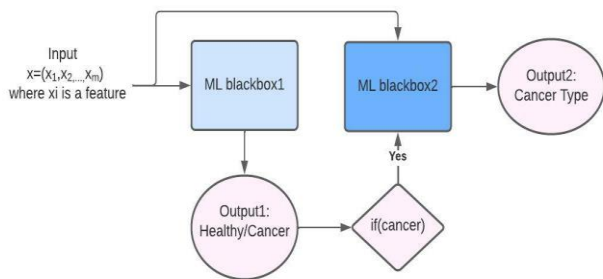 Input
x=(x₁,x₂,...,xₘ)
where xi is a feature
ML blackbox1
ML blackbox2
Output2:
Cancer Type
Yes
Output1:
Healthy/Cancer
if(cancer)